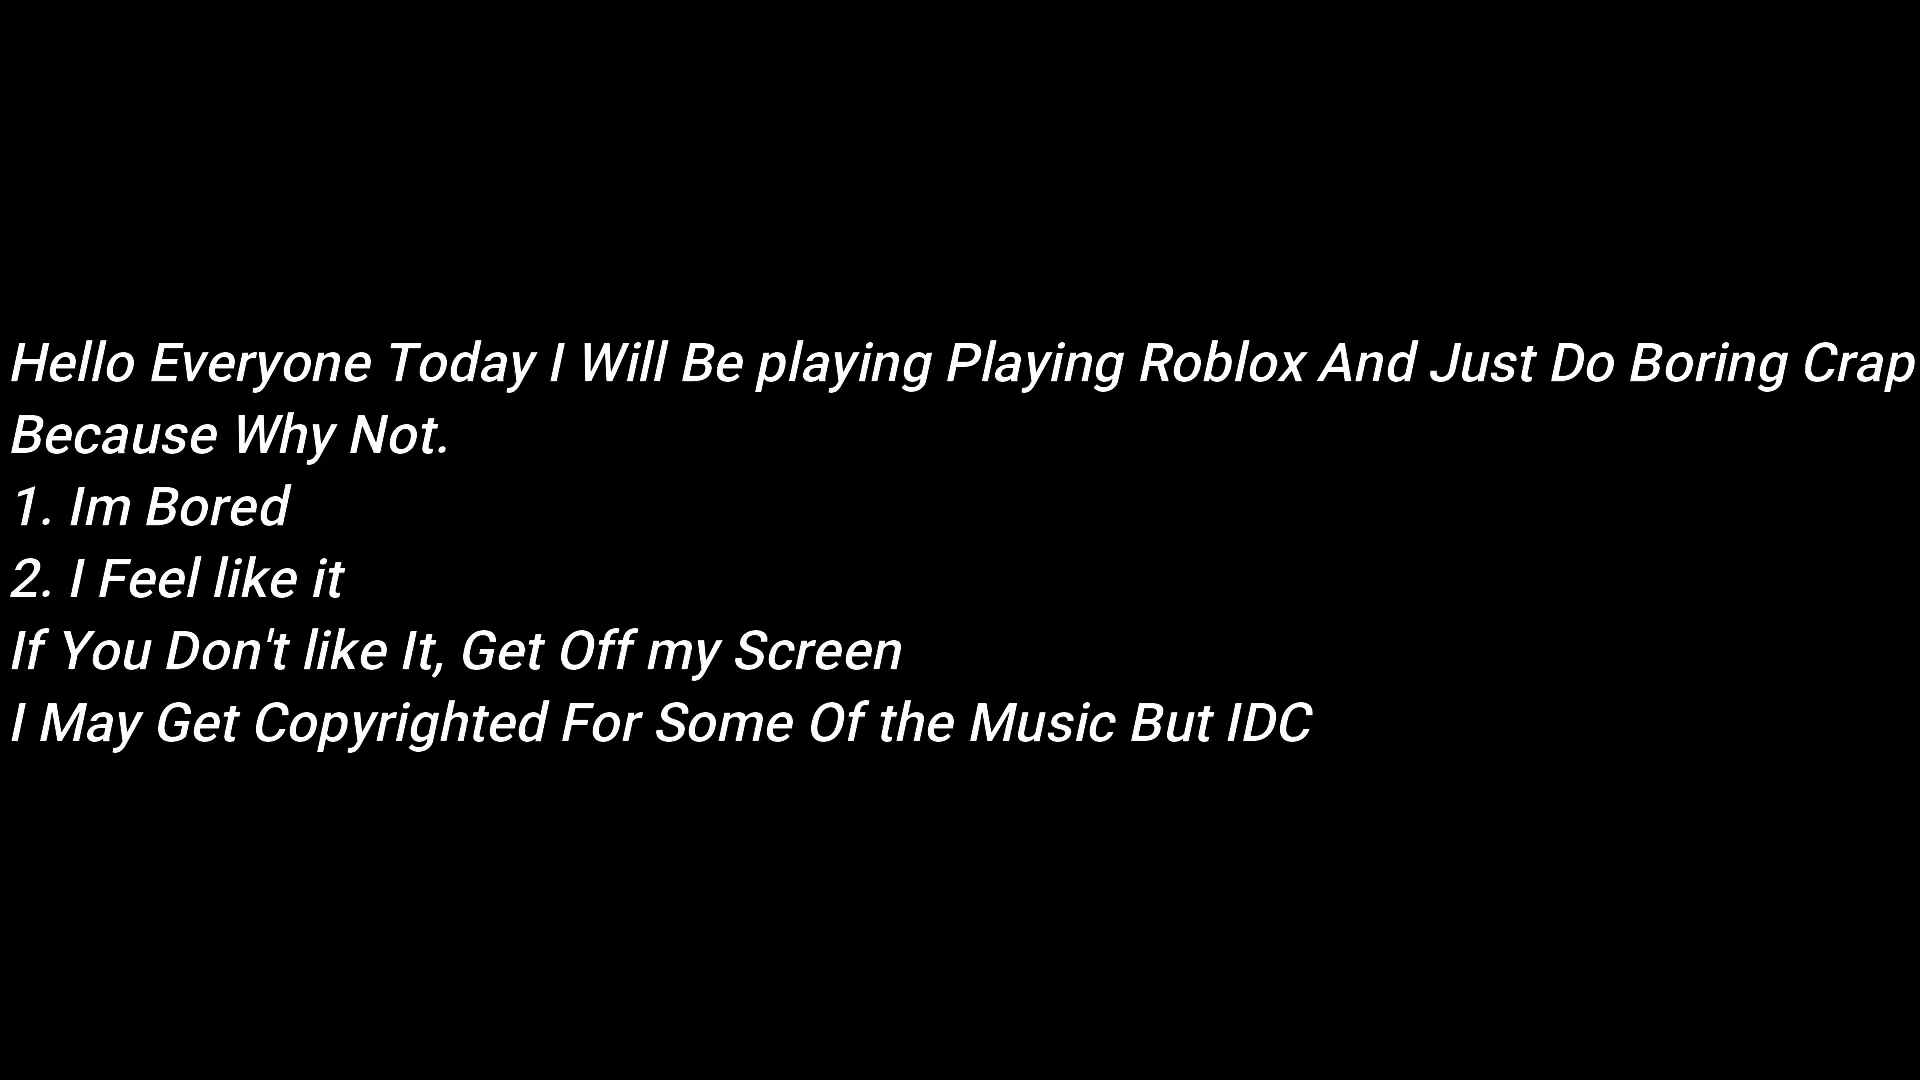 Hello Everyone Today I Will Be playing Playing Roblox And Just Do Boring Crap
Because Why Not.
1. Im Bored
2. I Feel like it
If You Don't like It, Get Off my Screen
I May Get Copyrighted For Some Of the Music But IDC